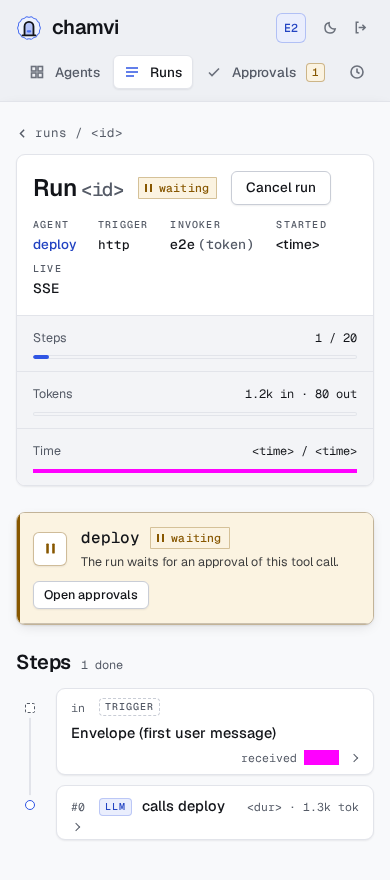 chamvi
E2
Agents
Runs
Approvals 1
runs / <id>
Run <id> waiting Cancel run
AGENT TRIGGER INVOKER STARTED
deploy http e2e (token) <time>
LIVE
SSE
Steps 1 / 20
Tokens 1.2k in · 80 out
Time <time> / <time>
deploy waiting
The run waits for an approval of this tool call.
Open approvals
Steps 1 done
in TRIGGER
Envelope (first user message)
received
#0 LLM calls deploy <dur> · 1.3k tok